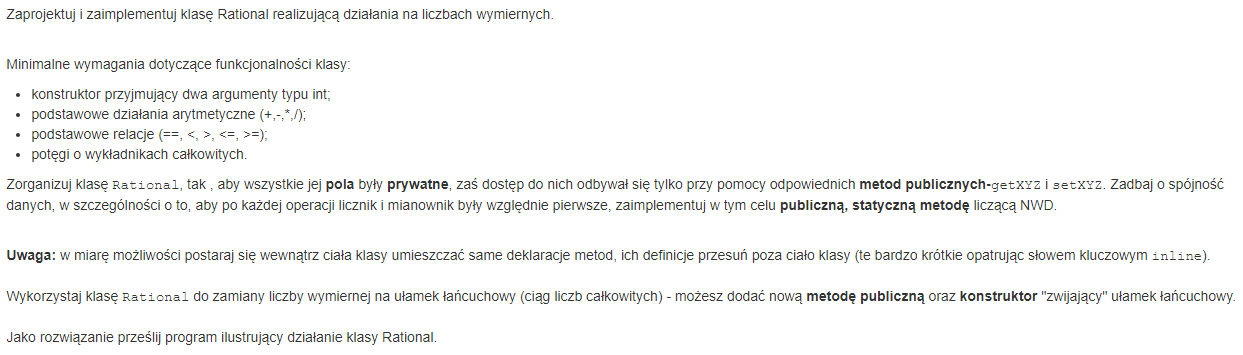 Zaprojektuj i zaimplementuj klasę Rational realizującą działania na liczbach wymiernych.
Minimalne wymagania dotyczące funkcjonalności klasy:
• konstruktor przyjmujący dwa argumenty typu int;
• podstawowe działania arytmetyczne (+,-,*,/);
• podstawowe relacje (==, <, >, <=, >=);
• potęgi o wykładnikach całkowitych.
Zorganizuj klasę Rational, tak , aby wszystkie jej pola były prywatne, zaś dostęp do nich odbywał się tylko przy pomocy odpowiednich metod publicznych-getXYZ i setXYZ. Zadbaj o spójność
danych, w szczególności o to, aby po każdej operacji licznik i mianownik były względnie pierwsze, zaimplementuj w tym celu publiczną, statyczną metodę liczącą NWD.
Uwaga: w miarę możliwości postaraj się wewnątrz ciała klasy umieszczać same deklaracje metod, ich definicje przesuń poza ciało klasy (te bardzo krótkie opatrując słowem kluczowym inline).
Wykorzystaj klasę Rational do zamiany liczby wymiernej na ułamek łańcuchowy (ciąg liczb całkowitych) - możesz dodać nową metodę publiczną oraz konstruktor "zwijający" ułamek łańcuchowy.
Jako rozwiązanie prześlij program ilustrujący działanie klasy Rational.